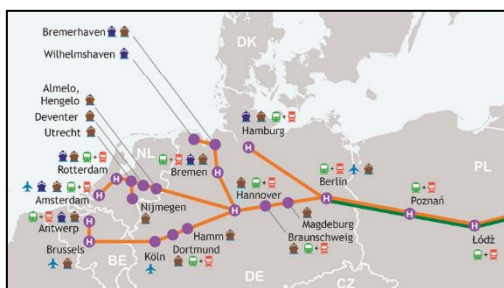 Bremerhaven
Wilhelmshaven
DK
Almelo,
Hengelo
Deventer
Utrecht
Rotterdam
NL
Hamburg
PL
Bremen
Berlin
Amsterdam
Hannover
Poznań
Nijmegen
Antwerp
Magdeburg
Brussels
Hamm
Braunschweig
Łódź
BE
Köln
Dortmund
DE
CZ
H
H
H
H
H
H
H
H
H
H